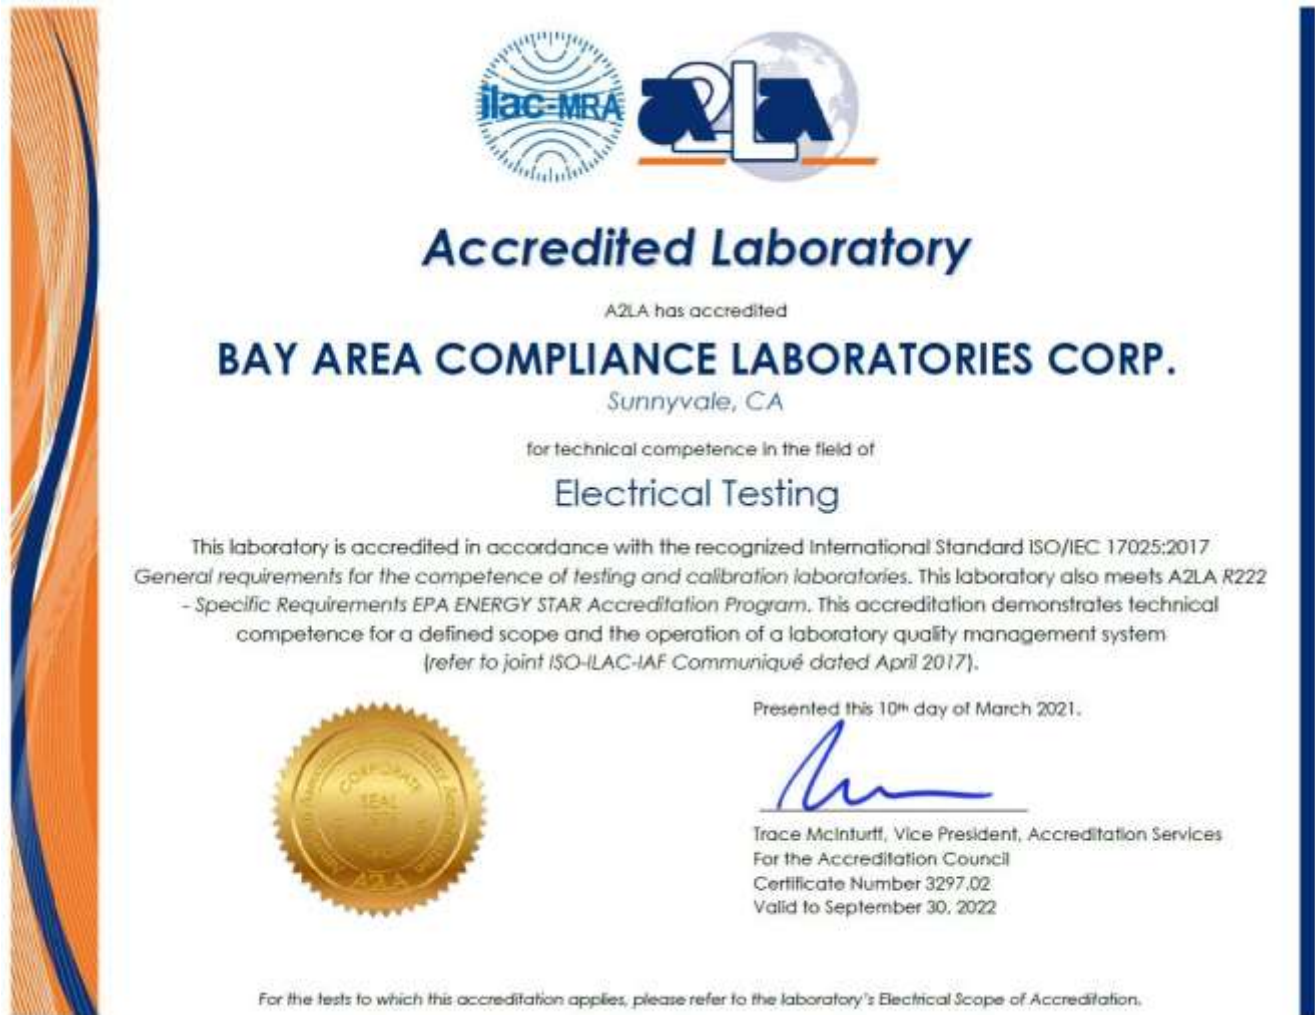 ilac-MRA
A2LA
Accredited Laboratory
A2LA has accredited
BAY AREA COMPLIANCE LABORATORIES CORP.
Sunnyvale, CA
for technical competence in the field of
Electrical Testing
This laboratory is accredited in accordance with the recognized International Standard ISO/IEC 17025:2017
General requirements for the competence of testing and calibration laboratories. This laboratory also meets A2LA R222
- Specific Requirements EPA ENERGY STAR Accreditation Program. This accreditation demonstrates technical
competence for a defined scope and the operation of a laboratory quality management system
(refer to joint ISO-ILAC-IAF Communiqué dated April 2017).
Presented this 10th day of March 2021.
CORPORATE
SEAL
A2LA
Trace McInturff, Vice President, Accreditation Services
For the Accreditation Council
Certificate Number 3297.02
Valid to September 30, 2022
For the tests to which this accreditation applies, please refer to the laboratory's Electrical Scope of Accreditation.